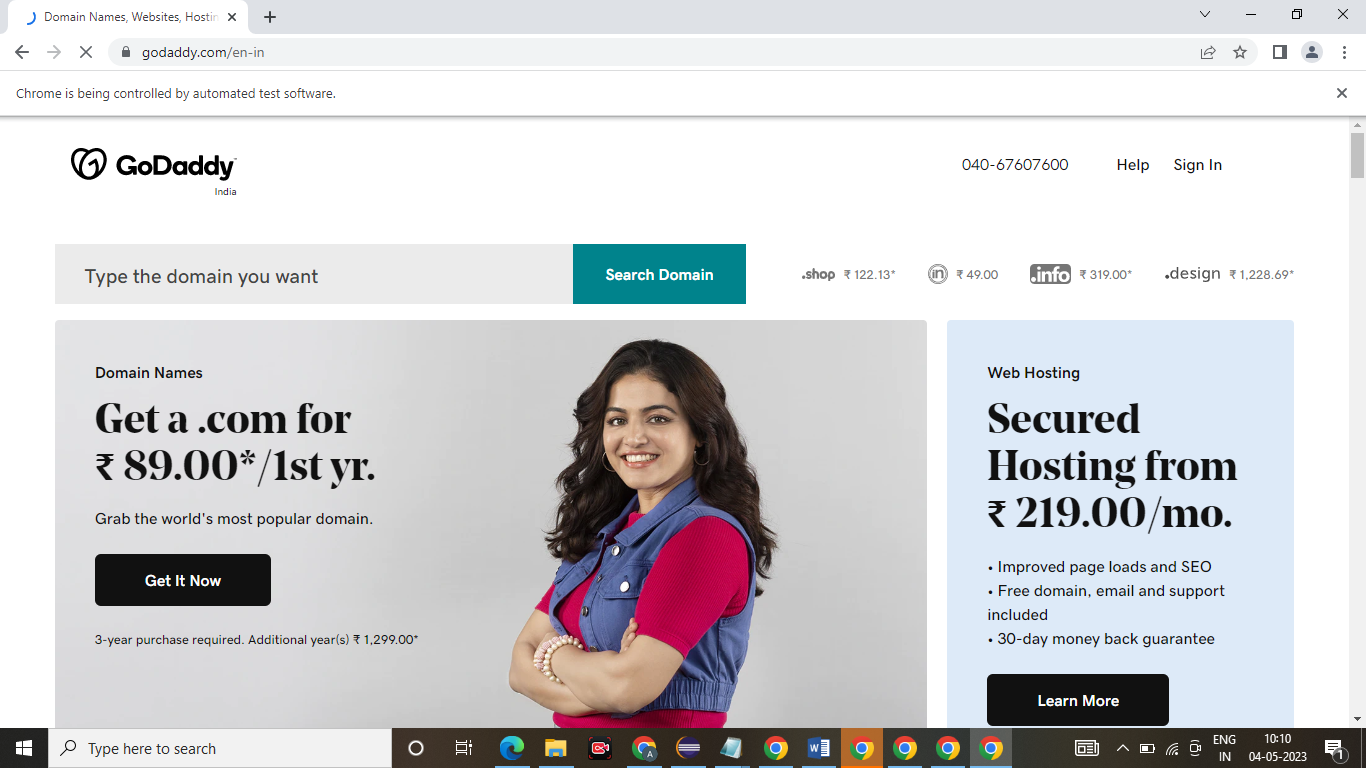 Domain Names, Websites, Hostin
godaddy.com/en-in
Chrome is being controlled by automated test software.
GoDaddy
India
040-67607600 Help Sign In
Type the domain you want
Search Domain
.shop ₹ 122.13*
in ₹ 49.00
.info ₹ 319.00*
.design ₹ 1,228.69*
Domain Names
Get a .com for
₹ 89.00*/1st yr.
Grab the world's most popular domain.
Get It Now
3-year purchase required. Additional year(s) ₹ 1,299.00*
Web Hosting
Secured
Hosting from
₹ 219.00/mo.
• Improved page loads and SEO
• Free domain, email and support
included
• 30-day money back guarantee
Learn More
Type here to search
A
W
ENG
IN
10:10
04-05-2023
1